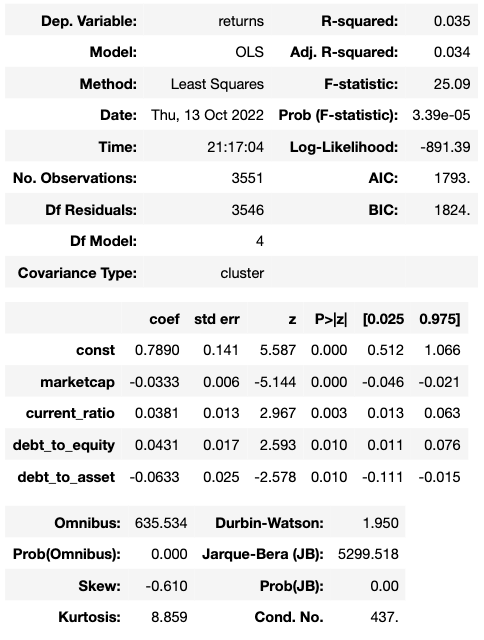 Dep. Variable: returns R-squared: 0.035
Model: OLS Adj. R-squared: 0.034
Method: Least Squares F-statistic: 25.09
Date: Thu, 13 Oct 2022 Prob (F-statistic): 3.39e-05
Time: 21:17:04 Log-Likelihood: -891.39
No. Observations: 3551 AIC: 1793.
Df Residuals: 3546 BIC: 1824.
Df Model: 4
Covariance Type: cluster
coef std err z P>|z| [0.025 0.975]
const 0.7890 0.141 5.587 0.000 0.512 1.066
marketcap -0.0333 0.006 -5.144 0.000 -0.046 -0.021
current_ratio 0.0381 0.013 2.967 0.003 0.013 0.063
debt_to_equity 0.0431 0.017 2.593 0.010 0.011 0.076
debt_to_asset -0.0633 0.025 -2.578 0.010 -0.111 -0.015
Omnibus: 635.534 Durbin-Watson: 1.950
Prob(Omnibus): 0.000 Jarque-Bera (JB): 5299.518
Skew: -0.610 Prob(JB): 0.00
Kurtosis: 8.859 Cond. No. 437.